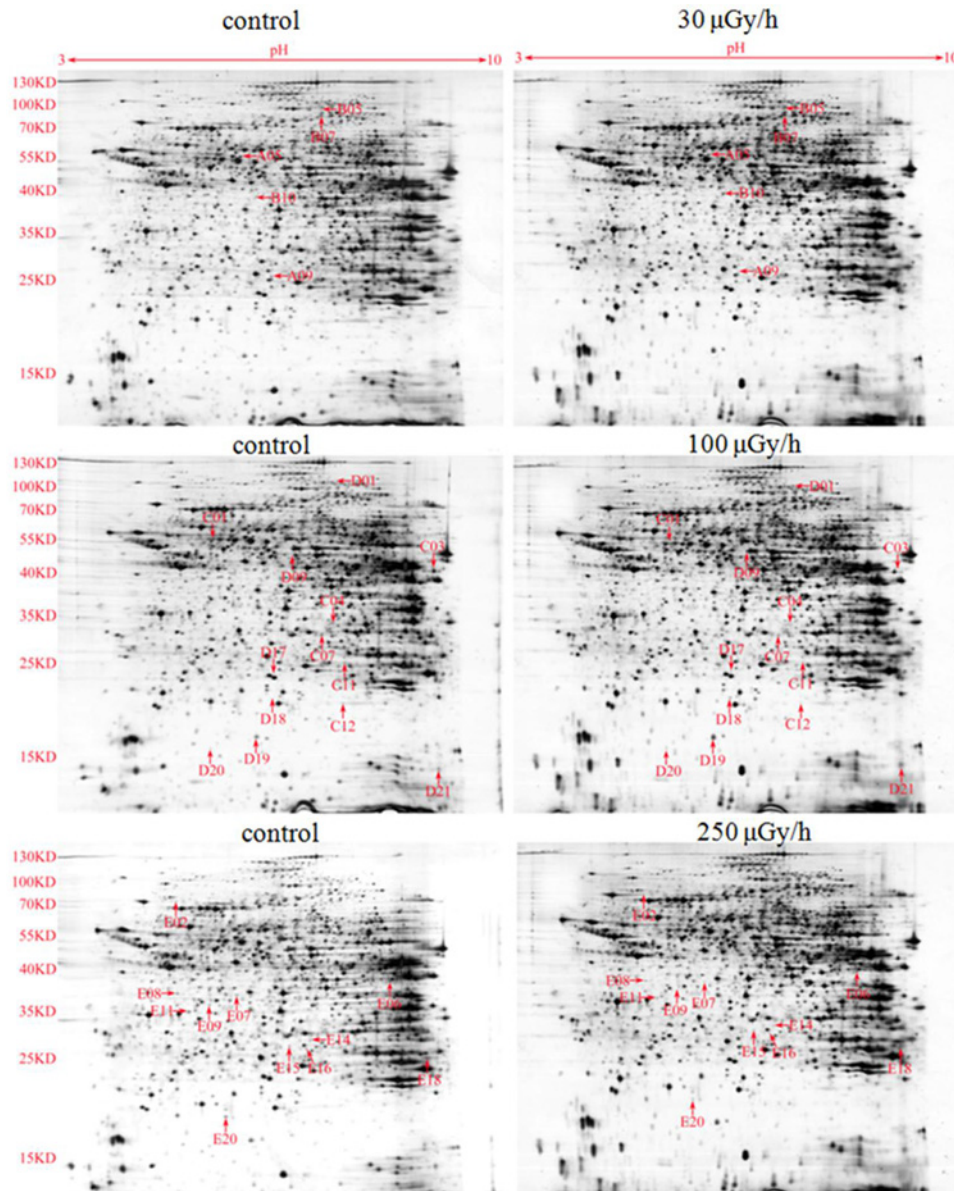 control 30 μGy/h
3 pH 10 3 pH 10
130KD
100KD B05 B03
70KD B07 B07
55KD A05 A05
40KD B10 B10
35KD
25KD A09 A09
15KD
control 100 μGy/h
130KD
100KD D01 D01
70KD
C01 C01
55KD C03 C03
40KD D09 D09
35KD C04 C04
D17 C07 D17 C07
25KD C11 C11
D18 C12 D18 C12
15KD D20 D19 D21 D20 D19 D21
control 250 μGy/h
130KD
100KD
70KD E02 E02
55KD
40KD
E08 E08
35KD E11 E09 E07 E11 E09 E07
E14 E14
25KD E15 E16 E18 E15 E16 E18
E20 E20
15KD